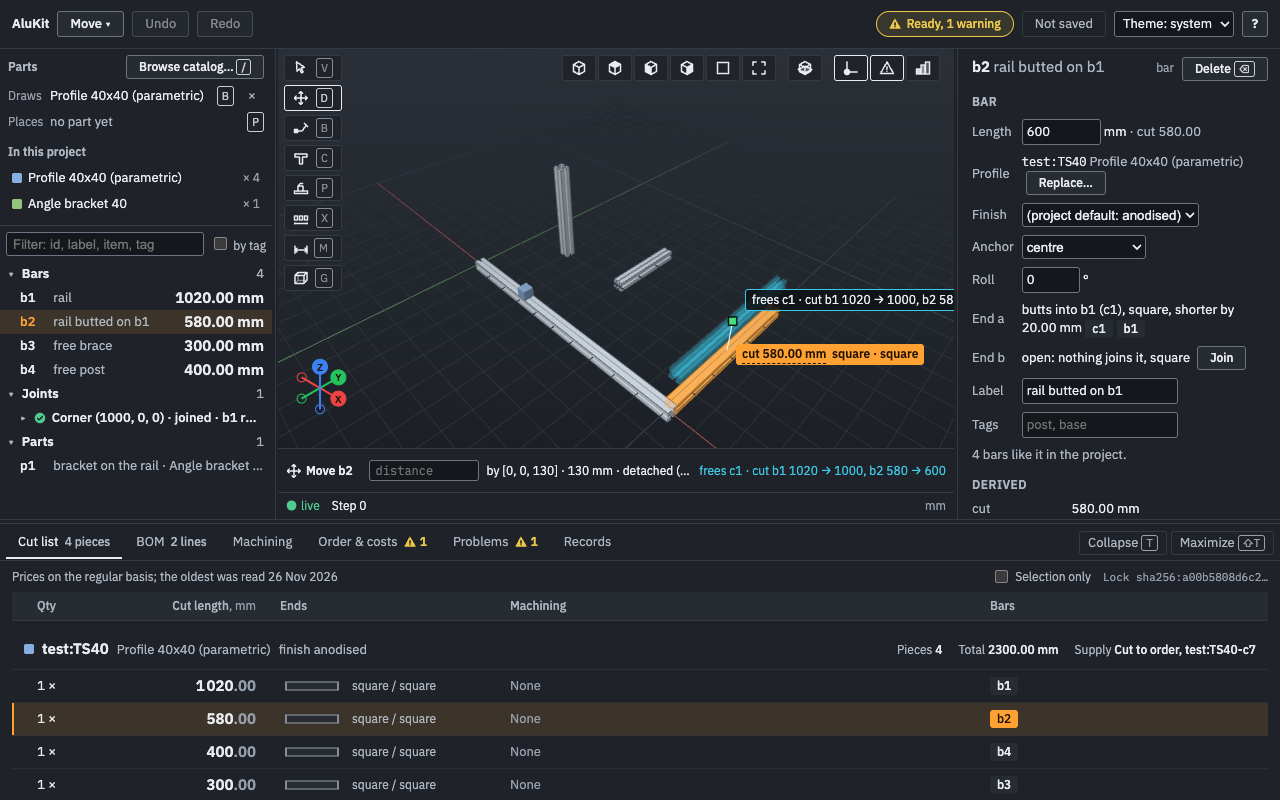 AluKit Move ▾ Undo Redo Ready, 1 warning Not saved Theme: system ?
Parts Browse catalog... /
Draws Profile 40x40 (parametric) B ×
Places no part yet P
In this project
Profile 40x40 (parametric) × 4
Angle bracket 40 × 1
Filter: id, label, item, tag by tag
Bars 4
b1 rail 1020.00 mm
b2 rail butted on b1 580.00 mm
b3 free brace 300.00 mm
b4 free post 400.00 mm
Joints 1
Corner (1000, 0, 0) · joined · b1 r...
Parts 1
p1 bracket on the rail · Angle bracket ...
V
D
B
C
P
X
M
G
frees c1 · cut b1 1020 → 1000, b2 58
cut 580.00 mm square · square
Z
Y
X
Move b2 distance by [0, 0, 130] · 130 mm · detached (... frees c1 · cut b1 1020 → 1000, b2 580 → 600
live Step 0 mm
b2 rail butted on b1 bar Delete
BAR
Length 600 mm · cut 580.00
Profile test:TS40 Profile 40x40 (parametric)
Replace...
Finish (project default: anodised)
Anchor centre
Roll 0 °
End a butts into b1 (c1), square, shorter by
20.00 mm c1 b1
End b open: nothing joins it, square Join
Label rail butted on b1
Tags post, base
4 bars like it in the project.
DERIVED
cut 580.00 mm
Cut list 4 pieces BOM 2 lines Machining Order & costs 1 Problems 1 Records Collapse T Maximize ⇧T
Prices on the regular basis; the oldest was read 26 Nov 2026 Selection only Lock sha256:a00b5808d6c2…
Qty Cut length, mm Ends Machining Bars
test:TS40 Profile 40x40 (parametric) finish anodised Pieces 4 Total 2300.00 mm Supply Cut to order, test:TS40-c7
1 × 1020.00 square / square None b1
1 × 580.00 square / square None b2
1 × 400.00 square / square None b4
1 × 300.00 square / square None b3